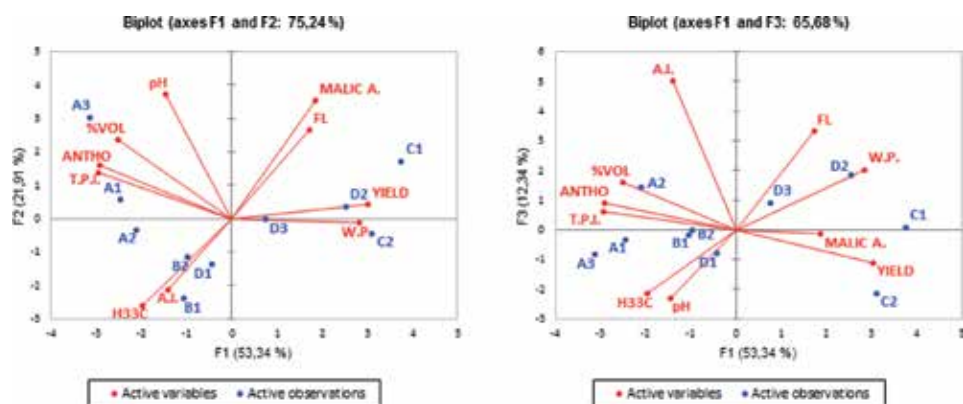 Biplot (axes F1 and F2: 75,24 %)
5
4
3
2
1
0
-1
-2
-3
-4 -3 -2 -1 0 1 2 3 4 5
F2 (21,91 %)
F1 (53,34 %)
pH
MALIC A.
A3
FL
%VOL
C1
ANTHO
T.P.I.
A1
D2 YIELD
D3
W.P.
A2
C2
B2 D1
A.I.
H33C
B1
Active variables Active observations
Biplot (axes F1 and F3: 65,68 %)
6
5
4
3
2
1
0
-1
-2
-3
-4 -3 -2 -1 0 1 2 3 4 5
F3 (12,34 %)
F1 (53,34 %)
A.I.
FL
W.P.
D2
%VOL
A2
D3
ANTHO
T.P.I.
C1
B2
B1
A1
MALIC A.
A3
D1
YIELD
H33C
pH
C2
Active variables Active observations